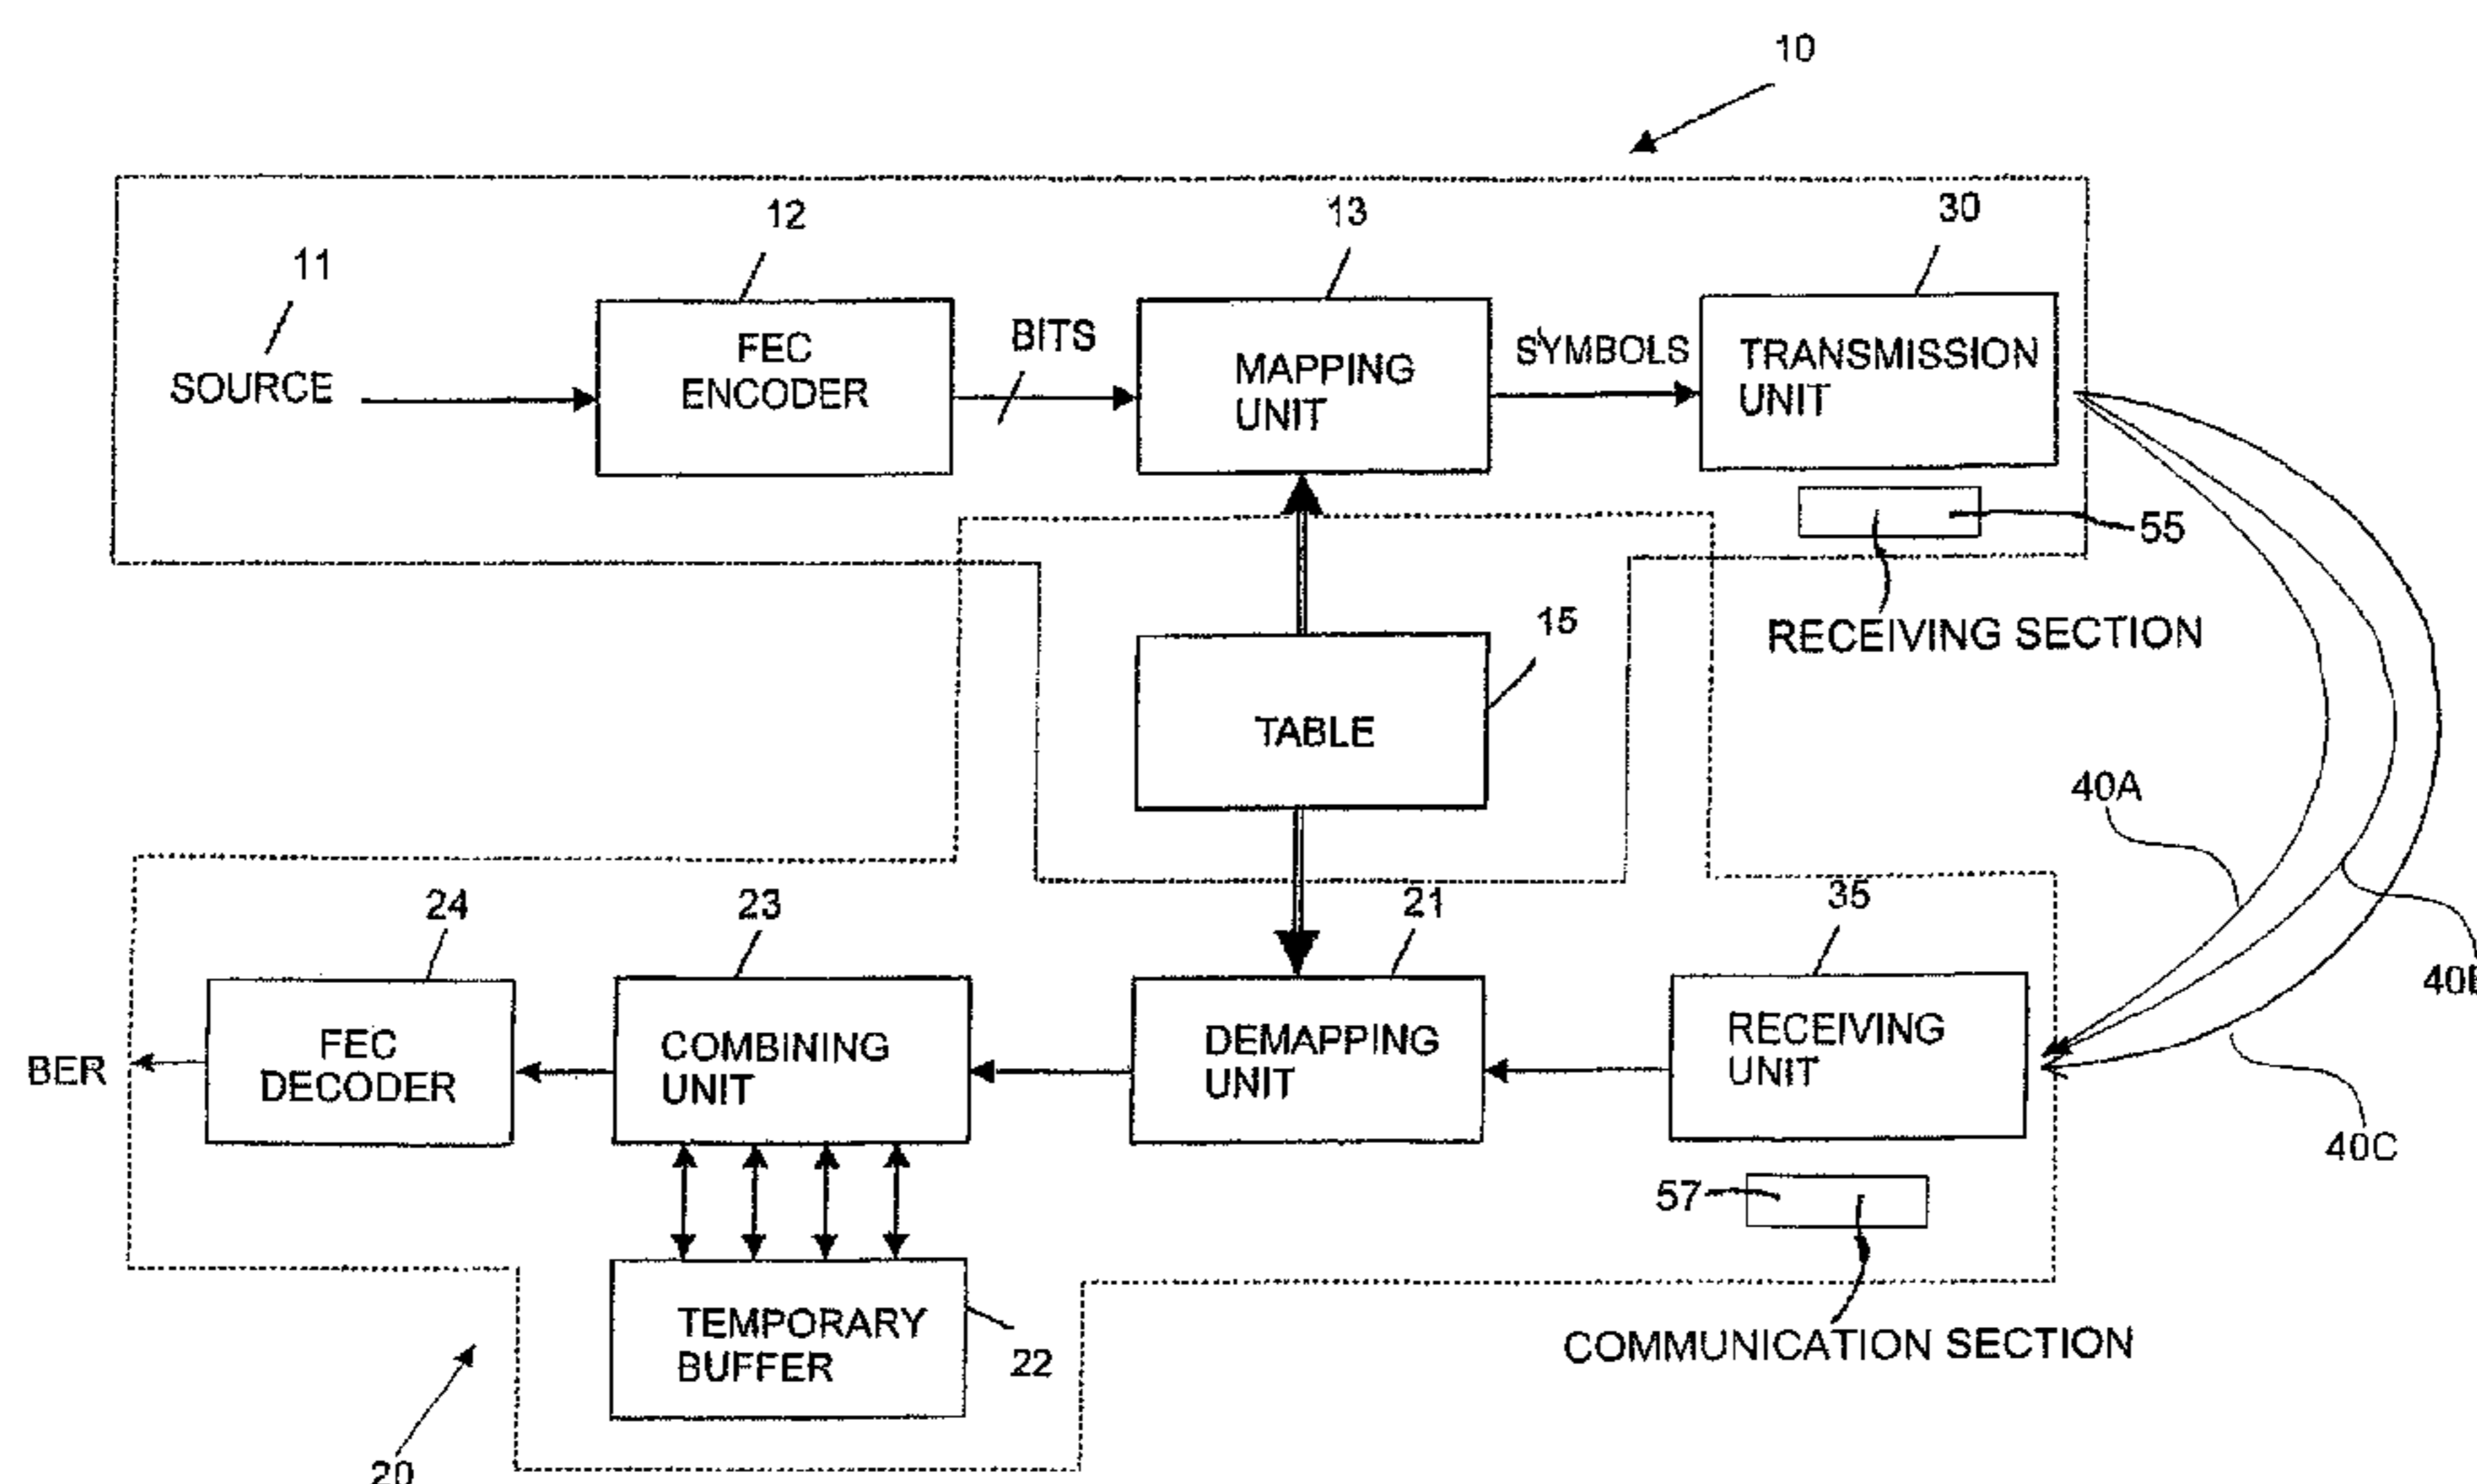 10
12
13
30
11
FEC
ENCODER
BITS
MAPPING
UNIT
SYMBOLS
TRANSMISSION
UNIT
SOURCE
55
RECEIVING SECTION
15
TABLE
40A
24
23
21
35
FEC
DECODER
COMBINING
UNIT
DEMAPPING
UNIT
RECEIVING
UNIT
BER
40C
57
TEMPORARY
BUFFER
22
COMMUNICATION SECTION
20